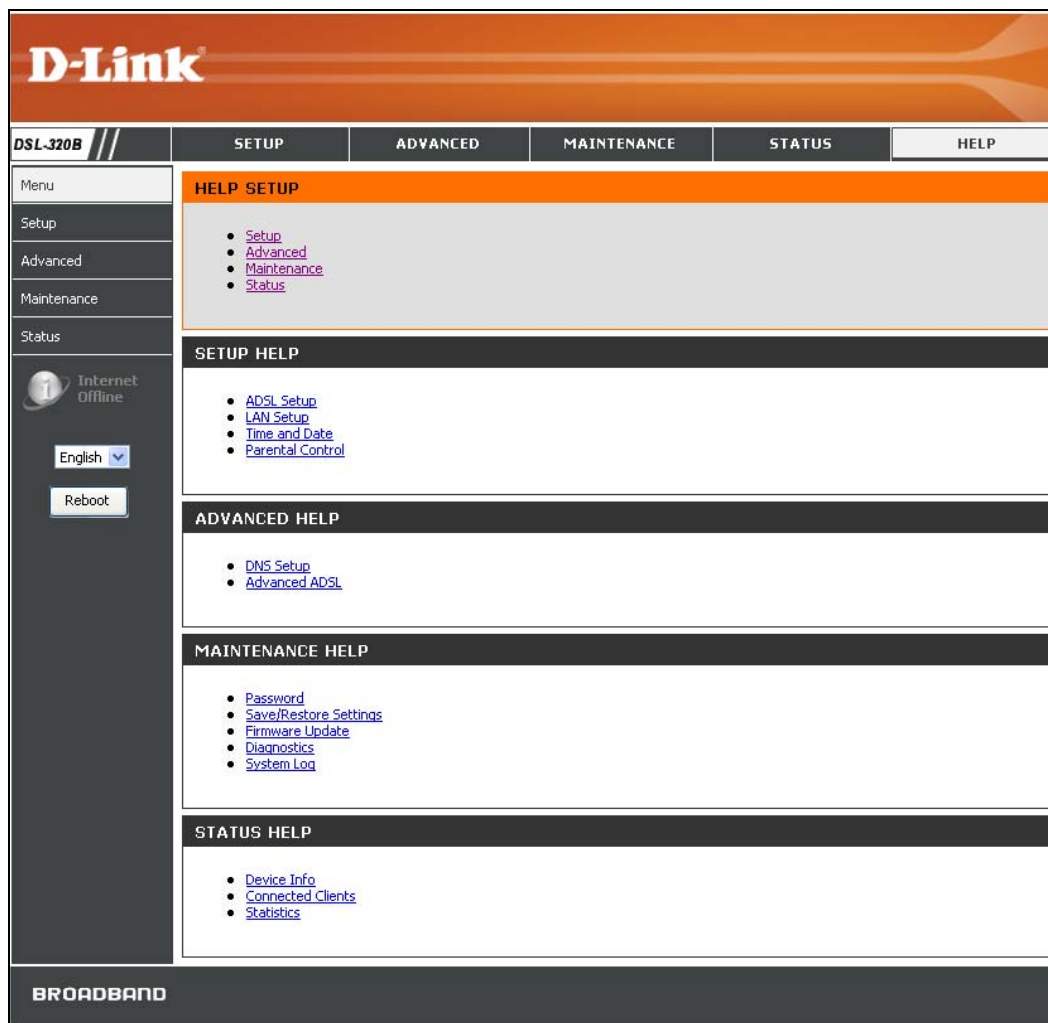 D-Link®
DSL-320B
SETUP
ADVANCED
MAINTENANCE
STATUS
HELP
Menu
Setup
Advanced
Maintenance
Status
Internet
Offline
English
Reboot
HELP SETUP
• Setup
• Advanced
• Maintenance
• Status
SETUP HELP
• ADSL Setup
• LAN Setup
• Time and Date
• Parental Control
ADVANCED HELP
• DNS Setup
• Advanced ADSL
MAINTENANCE HELP
• Password
• Save/Restore Settings
• Firmware Update
• Diagnostics
• System Log
STATUS HELP
• Device Info
• Connected Clients
• Statistics
BROADBAND